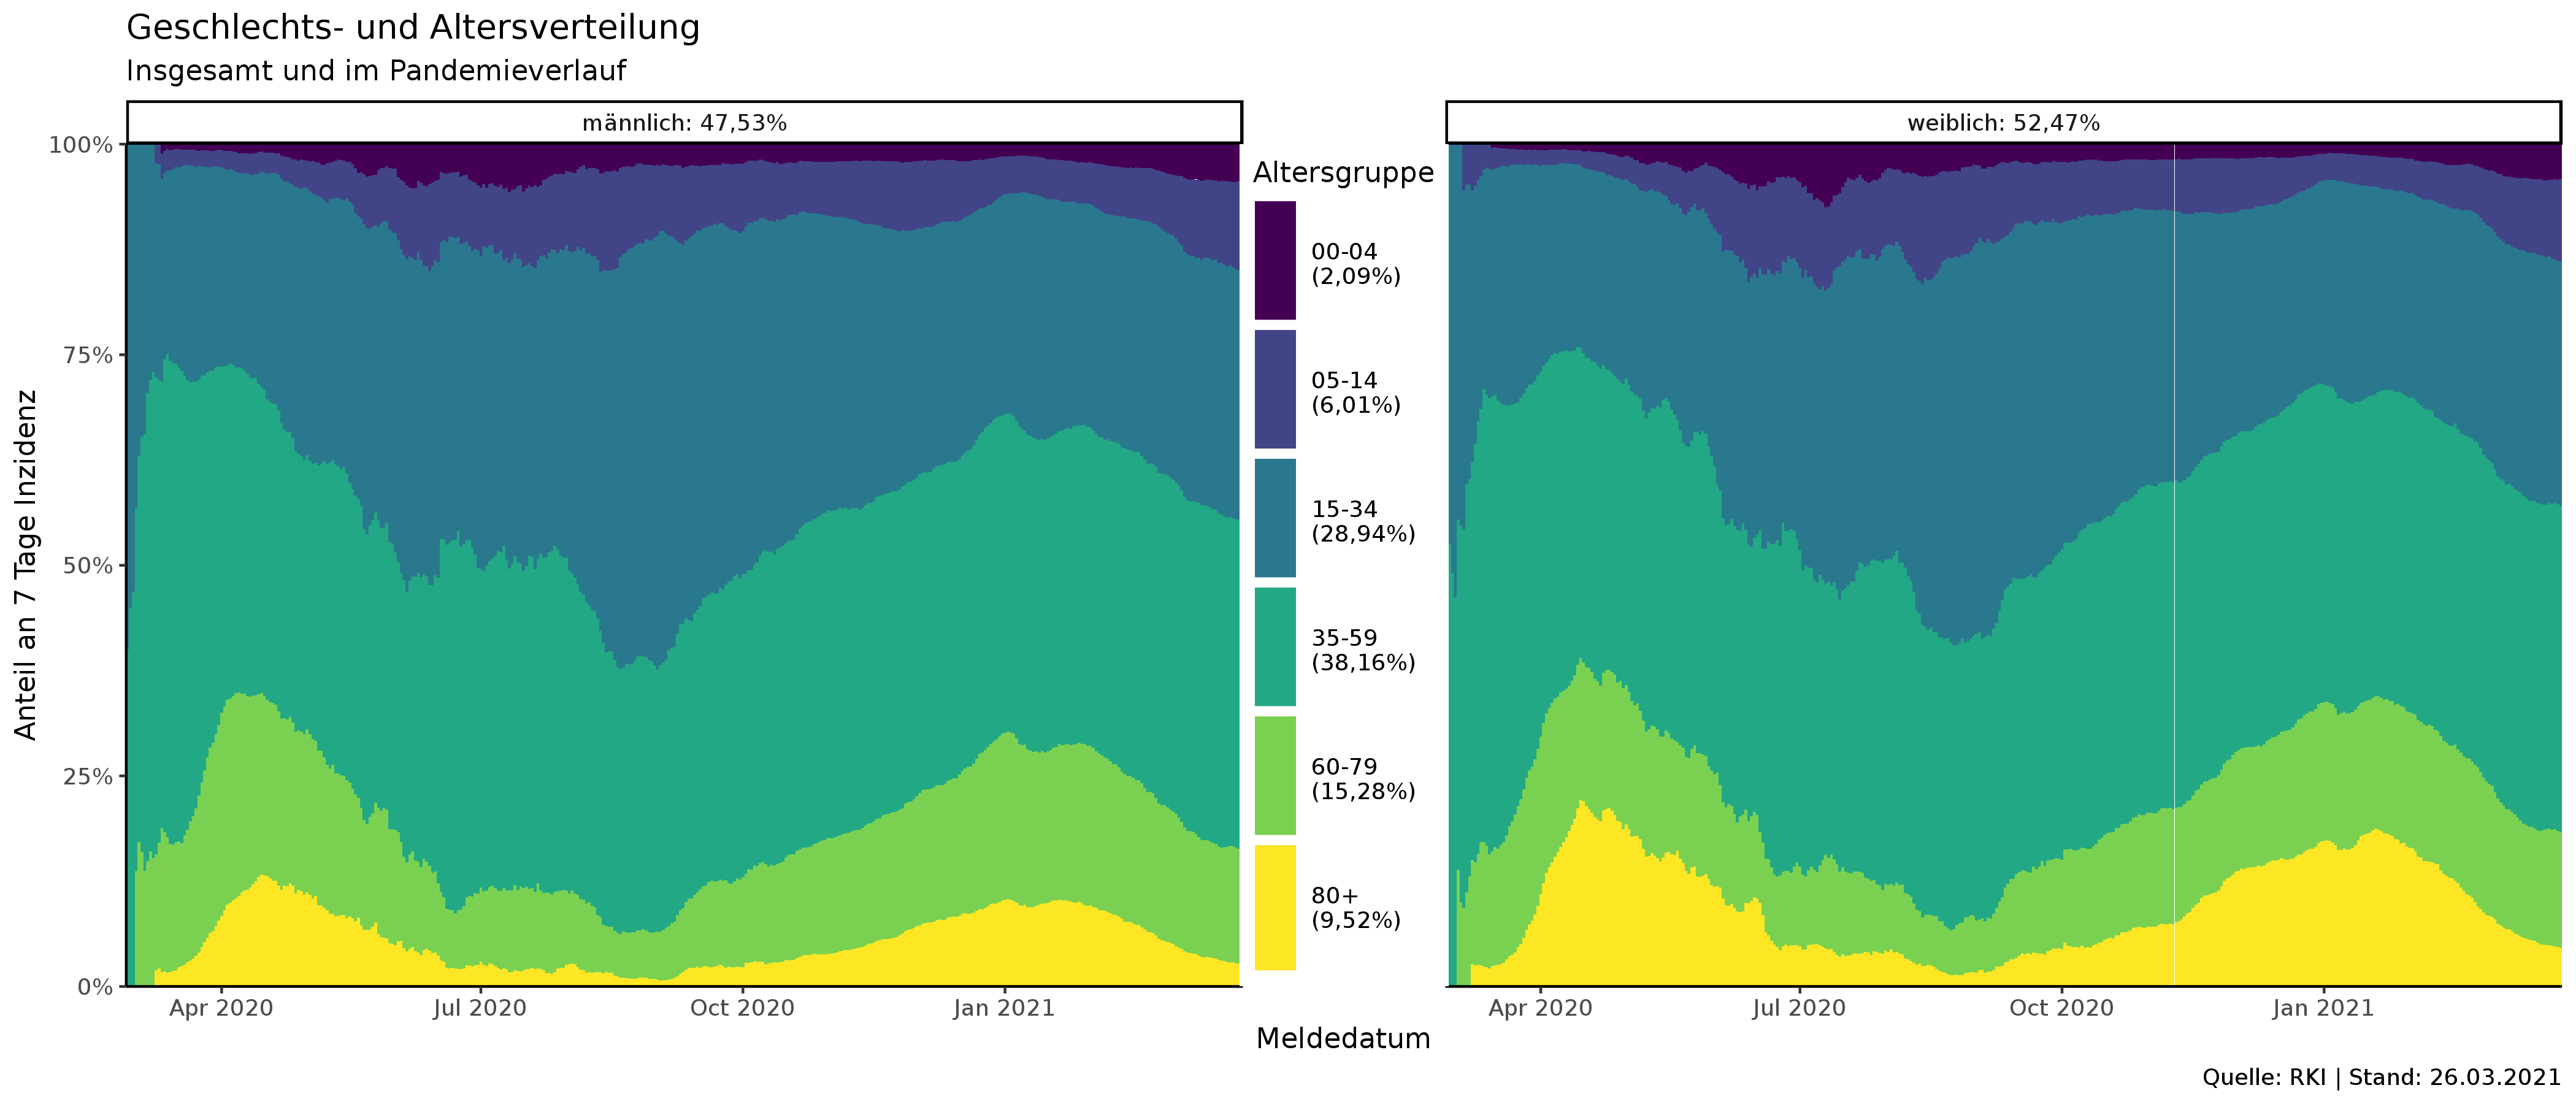 Geschlechts- und Altersverteilung
Insgesamt und im Pandemieverlauf
männlich: 47,53%
weiblich: 52,47%
Anteil an 7 Tage Inzidenz
100%
75%
50%
25%
0%
Altersgruppe
00-04
(2,09%)
05-14
(6,01%)
15-34
(28,94%)
35-59
(38,16%)
60-79
(15,28%)
80+
(9,52%)
Apr 2020
Jul 2020
Oct 2020
Jan 2021
Apr 2020
Jul 2020
Oct 2020
Jan 2021
Meldedatum
Quelle: RKI | Stand: 26.03.2021